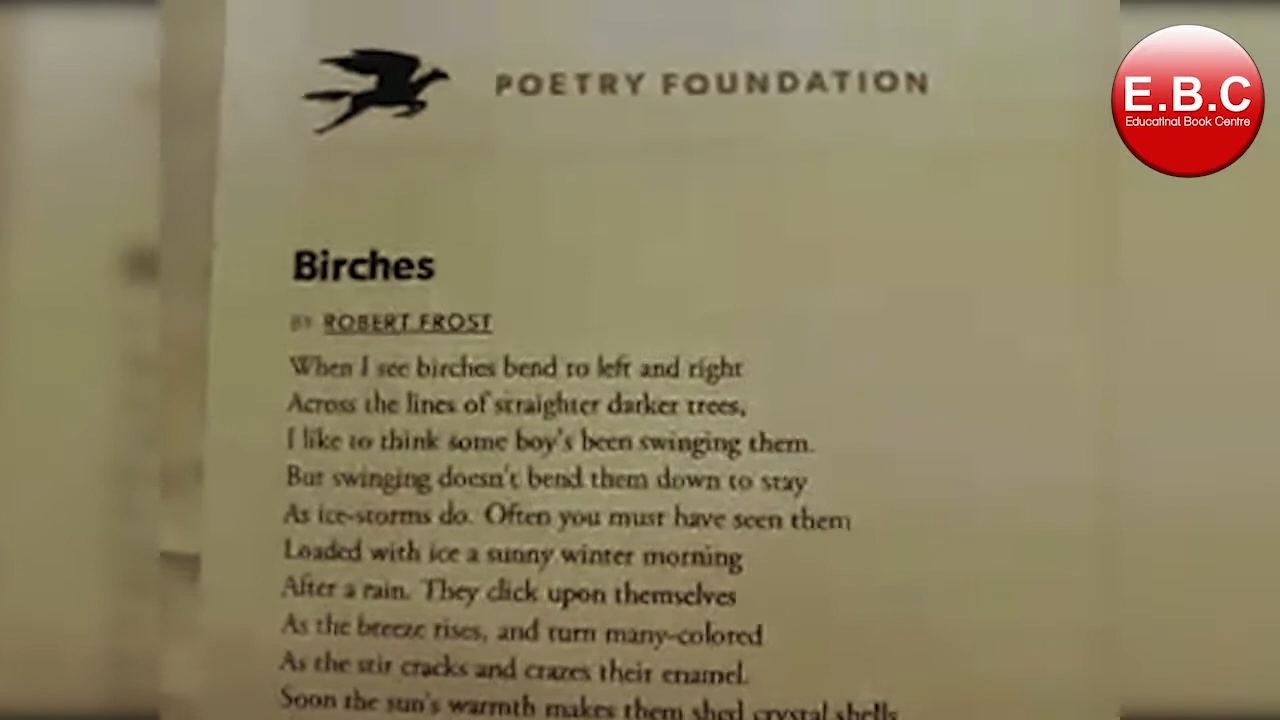 POETRY FOUNDATION
E.B.C
Educatinal Book Centre
Birches
BY ROBERT FROST
When I see birches bend to left and right
Across the lines of straighter darker trees,
I like to think some boy's been swinging them.
But swinging doesn't bend them down to stay
As ice-storms do. Often you must have seen them
Loaded with ice a sunny winter morning
After a rain. They click upon themselves
As the breeze rises, and turn many-colored
As the stir cracks and crazes their enamel.
Soon the sun's warmth makes them shed crystal shells